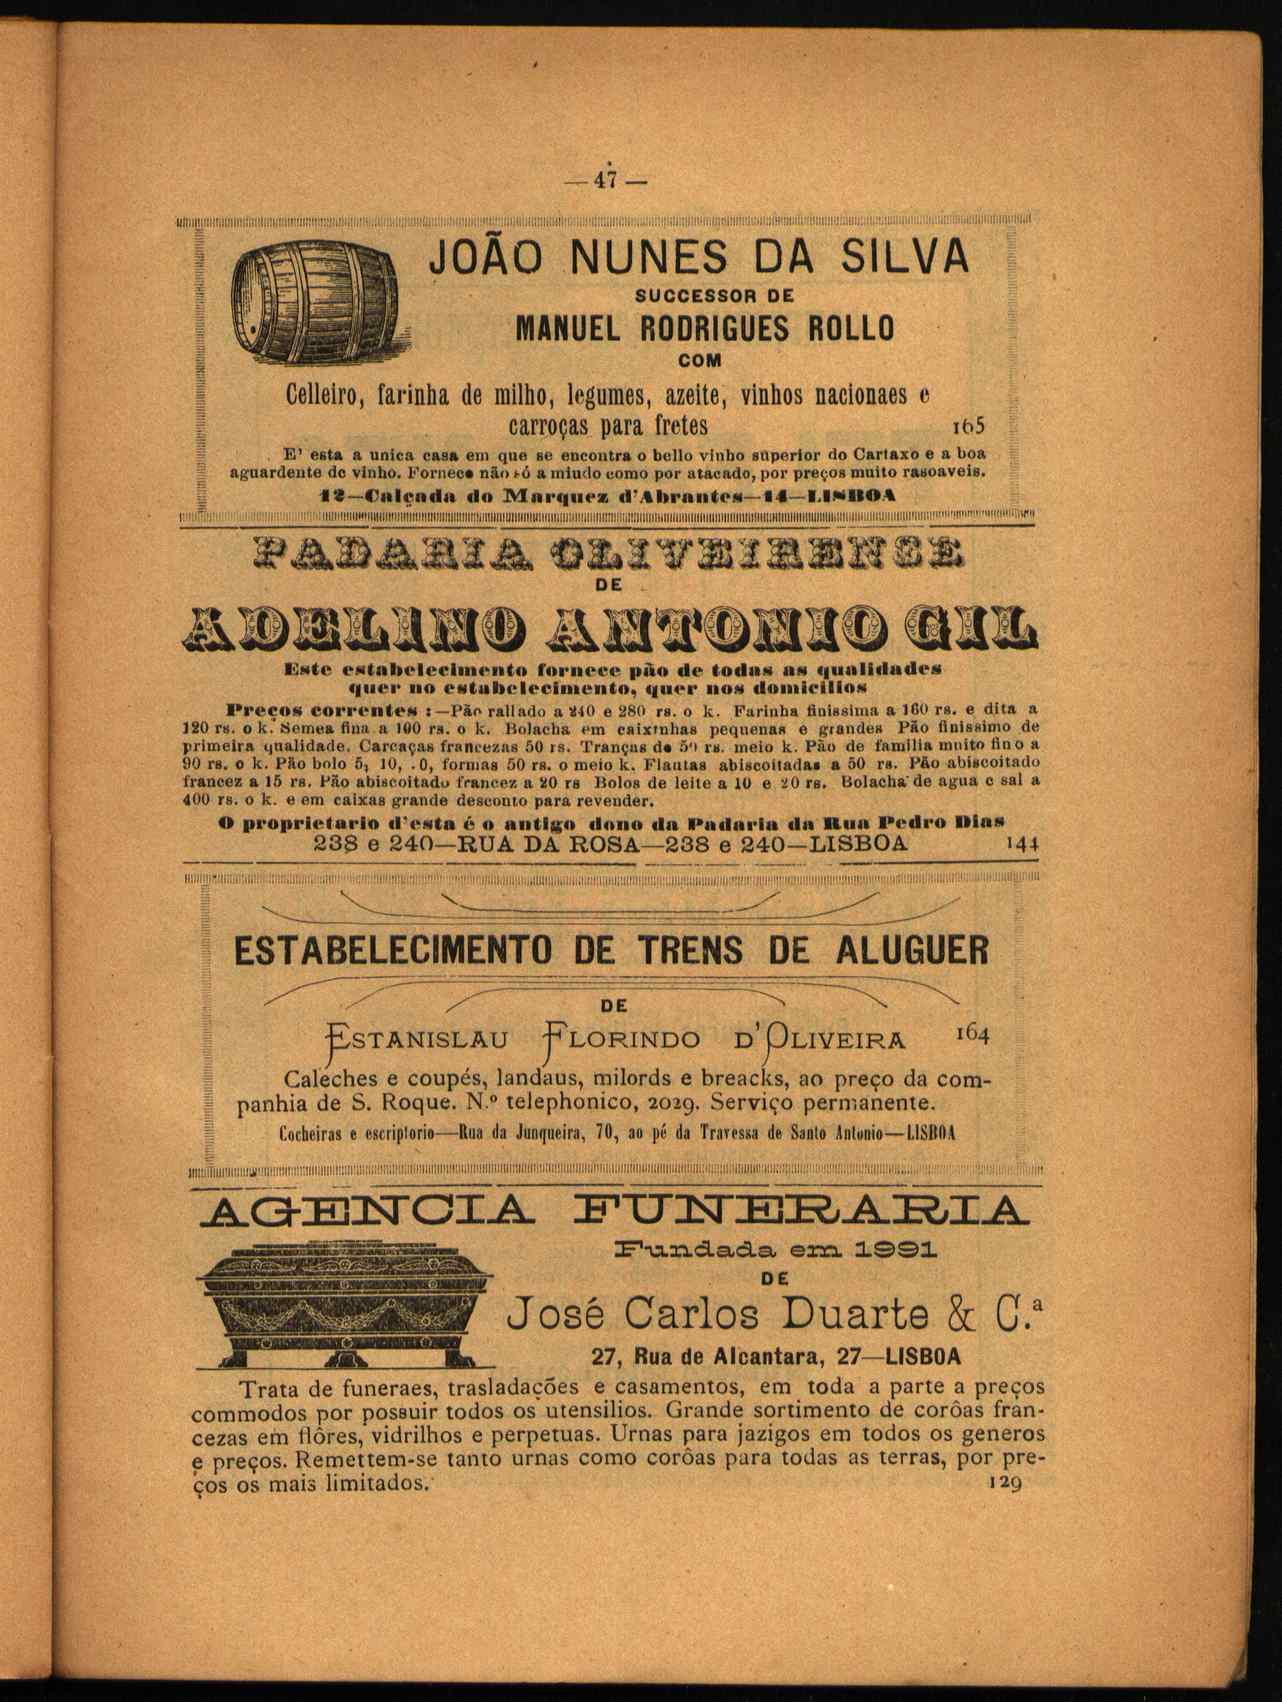 — 47 —
JOÃO NUNES DA SILVA
SUCCESSOR DE
MANUEL RODRIGUES ROLLO
COM
Celleiro, farinha de milho, legumes, azeite, vinhos nacionaes e
carroças para fretes 165
E' esta a unica casa em que se encontra o bello vinho superior do Cartaxo e a boa
aguardente de vinho. Fornece não só a miudo como por atacado, por preços muito rasoaveis.
12—Calçada do Marquez d'Abrantes—14—LISBOA
PADARIA OLIVEIRENSE
DE
ADELINO ANTONIO GIL
Este estabelecimento fornece pão de todas as qualidades
quer no estabelecimento, quer nos domicilios
Preços correntes :—Pão rallado a 240 e 280 rs. o k. Farinha finissima a 160 rs. e dita a
120 rs. o k. Semea fina a 100 rs. o k. Bolacha em caixinhas pequenas e grandes Pão finissimo de
primeira qualidade. Carcaças francezas 50 rs. Tranças de 50 rs. meio k. Pão de familia muito fino a
90 rs. o k. Pão bolo 5, 10, 0, formas 50 rs. o meio k. Flautas abiscoitadas a 50 rs. Pão abiscoitado
francez a 15 rs. Pão abiscoitado francez a 20 rs Bolos de leite a 10 e 20 rs. Bolacha de agua e sal a
400 rs. o k. e em caixas grande desconto para revender.
O proprietario d'esta é o antigo dono da Padaria da Rua Pedro Dias
238 e 240—RUA DA ROSA—238 e 240—LISBOA 144
ESTABELECIMENTO DE TRENS DE ALUGUER
DE
ESTANISLAU FLORINDO D'OLIVEIRA 164
Caleches e coupés, landaus, milords e breacks, ao preço da com-
panhia de S. Roque. N.º telephonico, 2029. Serviço permanente.
Cocheiras e escriptorio—Rua da Junqueira, 70, ao pé da Travessa de Santo Antonio—LISBOA
AGENCIA FUNERARIA
Fundada em 1991
DE
José Carlos Duarte & C.ª
27, Rua de Alcantara, 27—LISBOA
Trata de funeraes, trasladações e casamentos, em toda a parte a preços
commodos por possuir todos os utensilios. Grande sortimento de corôas fran-
cezas em flôres, vidrilhos e perpetuas. Urnas para jazigos em todos os generos
e preços. Remettem-se tanto urnas como corôas para todas as terras, por pre-
ços os mais limitados. 129